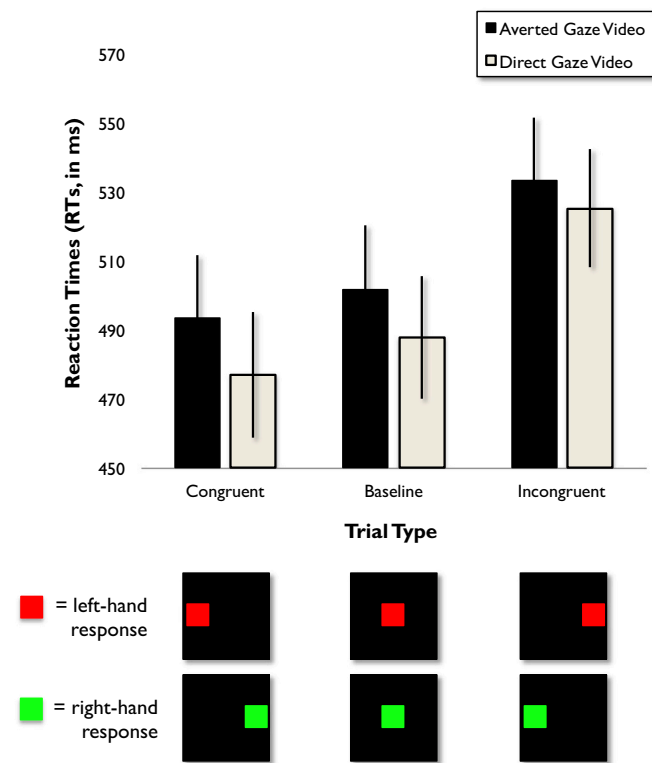 Averted Gaze Video
Direct Gaze Video
570
550
530
510
490
470
450
Reaction Times (RTs, in ms)
Congruent Baseline Incongruent
Trial Type
= left-hand
response
= right-hand
response